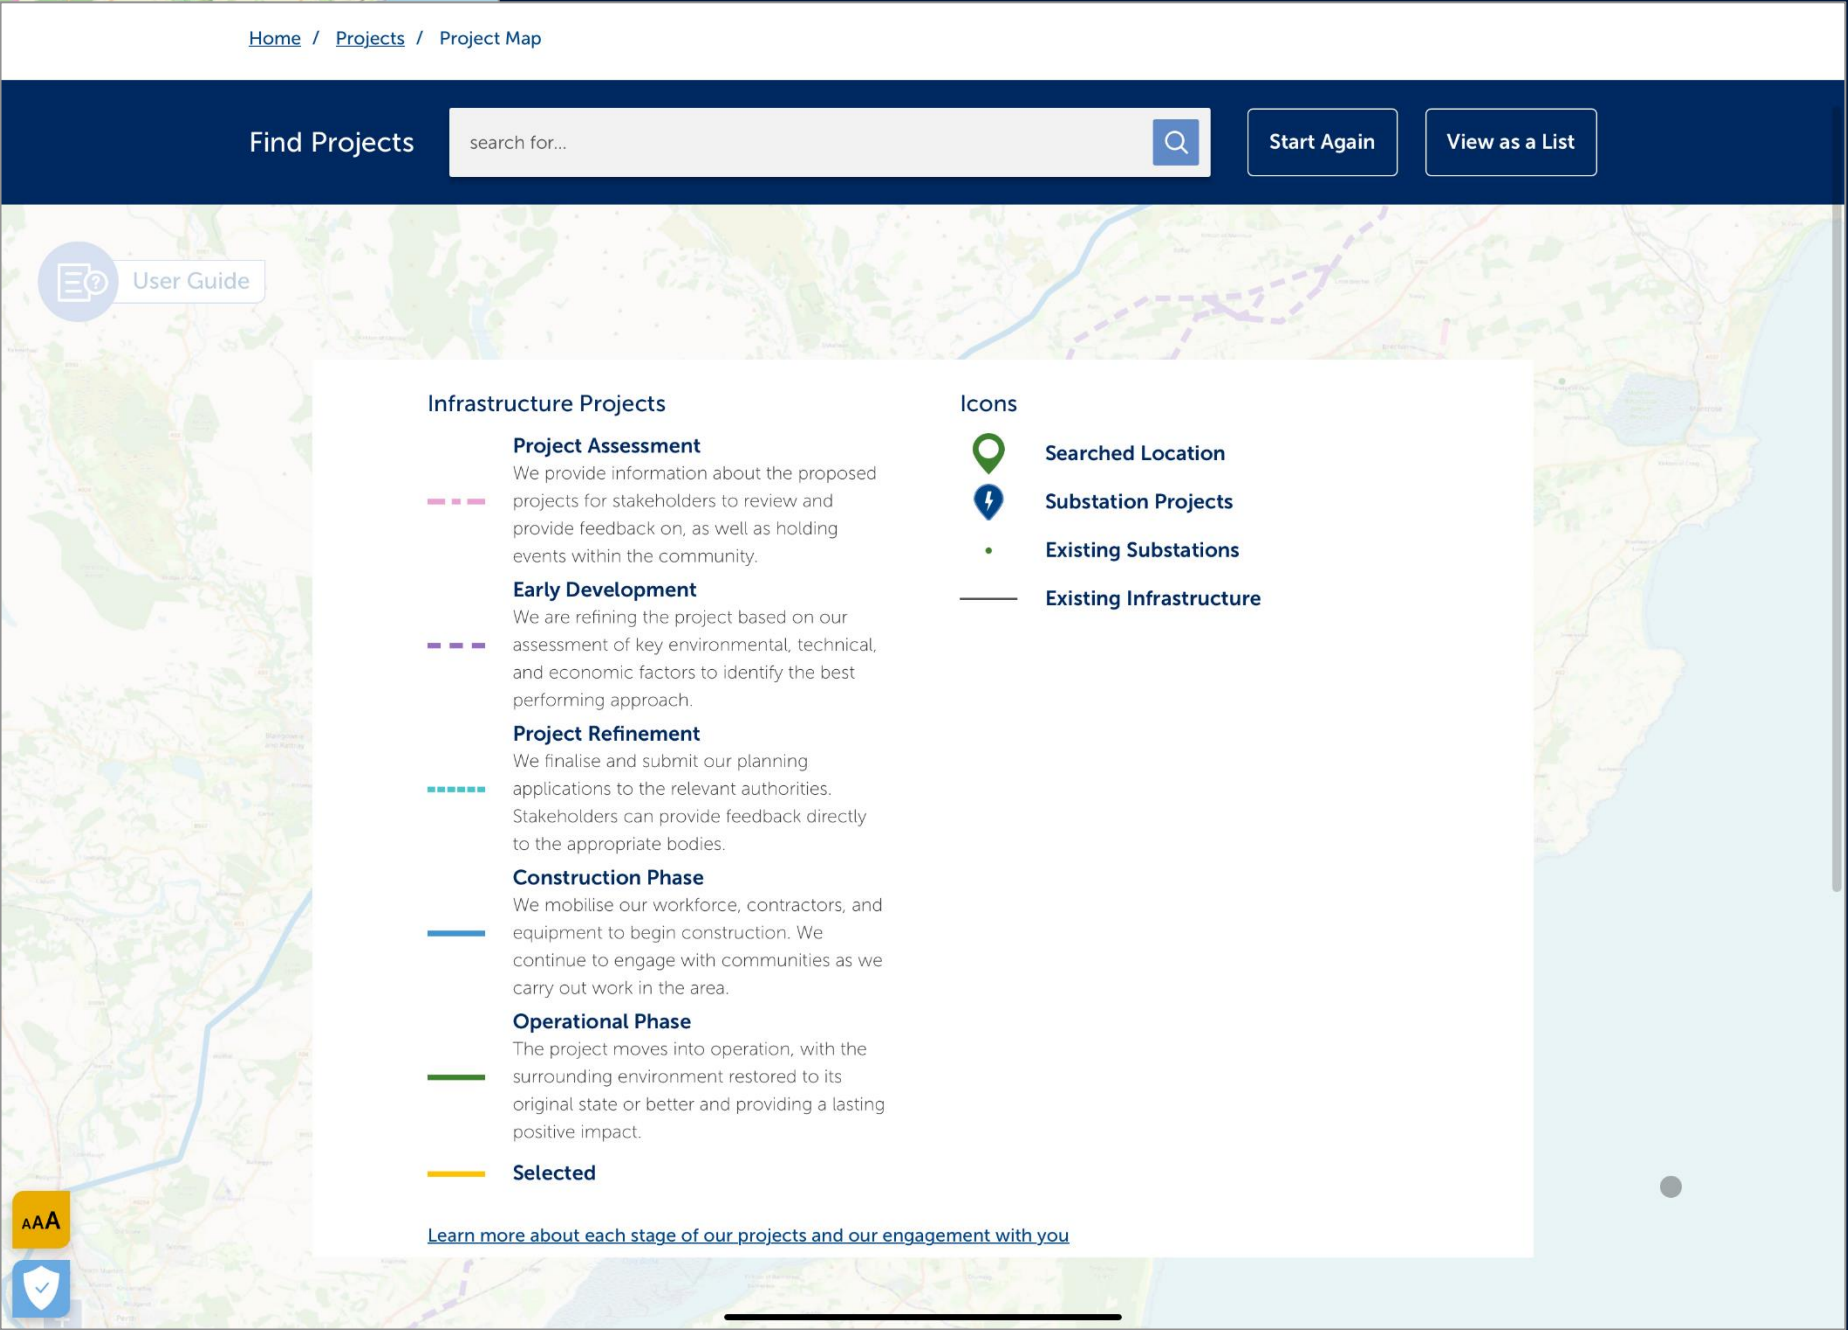 Home / Projects / Project Map
Find Projects
search for...
Start Again
View as a List
User Guide
Infrastructure Projects
Project Assessment
We provide information about the proposed
projects for stakeholders to review and
provide feedback on, as well as holding
events within the community.
Early Development
We are refining the project based on our
assessment of key environmental, technical,
and economic factors to identify the best
performing approach.
Project Refinement
We finalise and submit our planning
applications to the relevant authorities.
Stakeholders can provide feedback directly
to the appropriate bodies.
Construction Phase
We mobilise our workforce, contractors, and
equipment to begin construction. We
continue to engage with communities as we
carry out work in the area.
Operational Phase
The project moves into operation, with the
surrounding environment restored to its
original state or better and providing a lasting
positive impact.
Selected
Learn more about each stage of our projects and our engagement with you
Icons
Searched Location
Substation Projects
Existing Substations
Existing Infrastructure
AAA